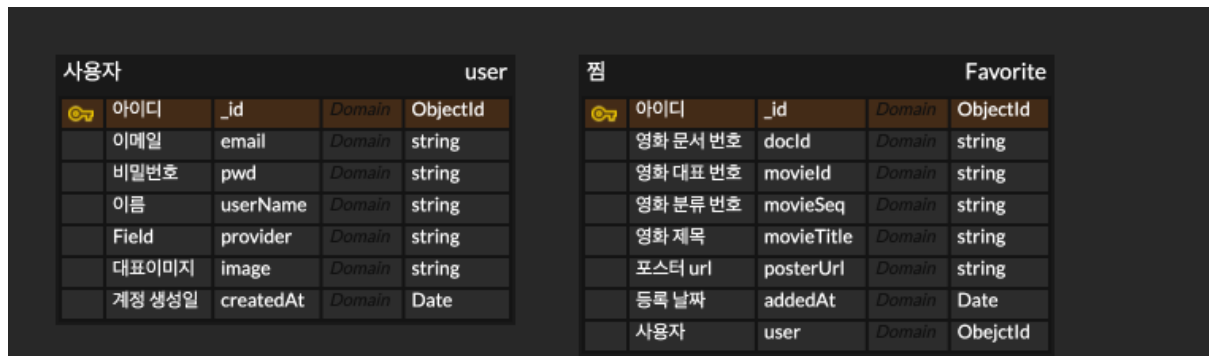 사용자 user
아이디 _id Domain ObjectId
이메일 email Domain string
비밀번호 pwd Domain string
이름 userName Domain string
Field provider Domain string
대표이미지 image Domain string
계정 생성일 createdAt Domain Date
찜 Favorite
아이디 _id Domain ObjectId
영화 문서 번호 docId Domain string
영화 대표 번호 movieId Domain string
영화 분류 번호 movieSeq Domain string
영화 제목 movieTitle Domain string
포스터 url posterUrl Domain string
등록 날짜 addedAt Domain Date
사용자 user Domain ObejctId